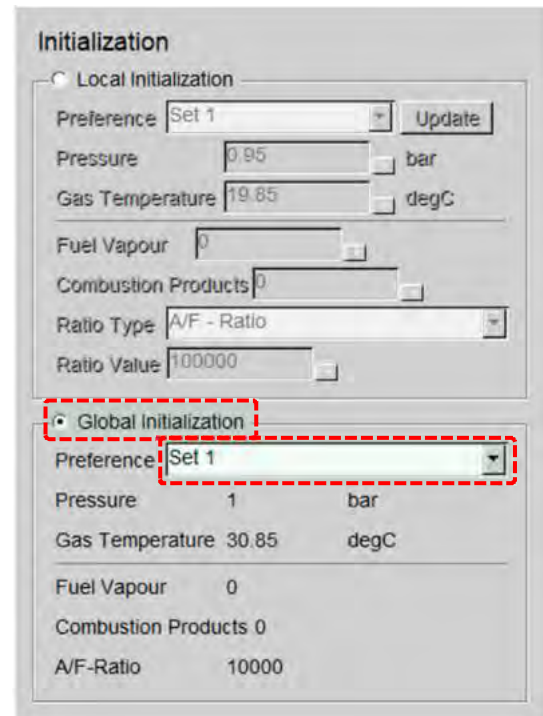 Initialization
Local Initialization
Preference Set 1 Update
Pressure 0.95 bar
Gas Temperature 19.85 degC
Fuel Vapour 0
Combustion Products 0
Ratio Type A/F - Ratio
Ratio Value 100000
Global Initialization
Preference Set 1
Pressure 1 bar
Gas Temperature 30.85 degC
Fuel Vapour 0
Combustion Products 0
A/F-Ratio 10000